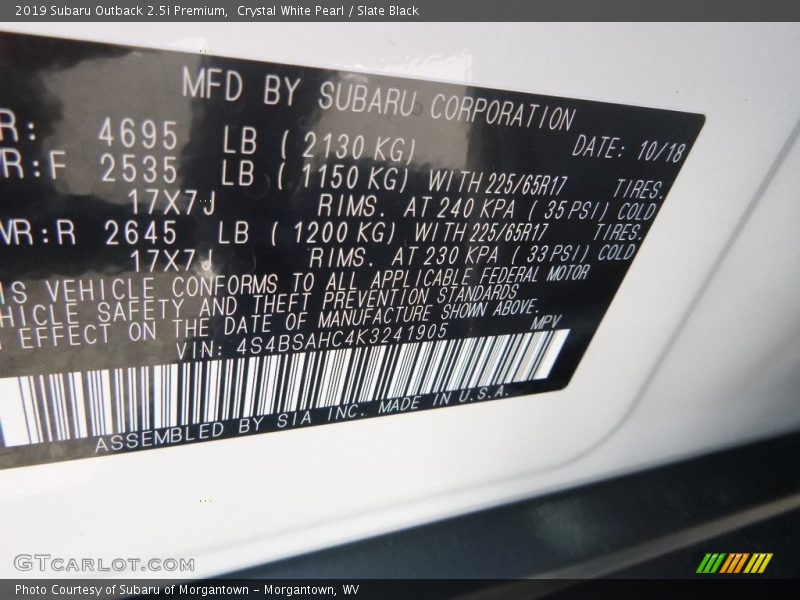 2019 Subaru Outback 2.5i Premium, Crystal White Pearl / Slate Black
MFD BY SUBARU CORPORATION
R: 4695 LB ( 2130 KG) DATE: 10/18
R:F 2535 LB ( 1150 KG) WITH 225/65R17 TIRES.
17X7J RIMS. AT 240 KPA ( 35 PSI) COLD
WR:R 2645 LB ( 1200 KG) WITH 225/65R17 TIRES.
17X7J RIMS. AT 230 KPA ( 33 PSI) COLD
IS VEHICLE CONFORMS TO ALL APPLICABLE FEDERAL MOTOR
HICLE SAFETY AND THEFT PREVENTION STANDARDS
EFFECT ON THE DATE OF MANUFACTURE SHOWN ABOVE.
VIN: 4S4BSAHC4K3241905 MPV
ASSEMBLED BY SIA INC. MADE IN U.S.A.
GTCARLOT.COM
Photo Courtesy of Subaru of Morgantown - Morgantown, WV